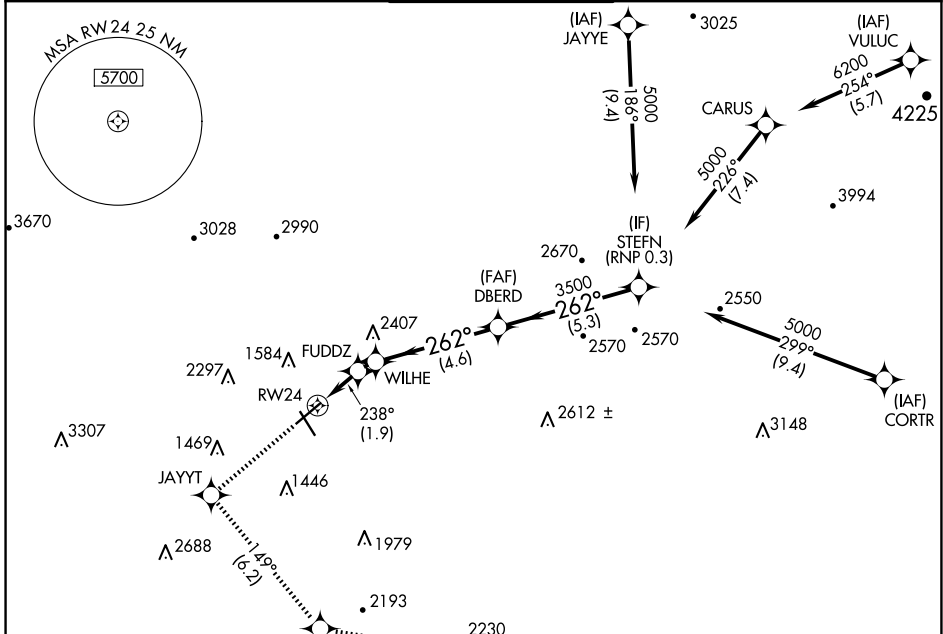 MSA RW24 25 NM
5700
(IAF)
JAYYE
3025
(IAF)
VULUC
6200
254°
(5.7)
4225
5000
186°
(9.4)
CARUS
5000
226°
(7.4)
3994
3670
3028
2990
2670
(IF)
STEFN
(RNP 0.3)
(FAF)
DBERD
3500
262°
(5.3)
2570
2570
2550
5000
299°
(9.4)
(IAF)
CORTR
2407
262°
(4.6)
FUDDZ
WILHE
1584
2297
RW24
238°
(1.9)
2612 ±
3148
3307
1469
JAYYT
1446
2688
149°
(6.2)
1979
2193
2230